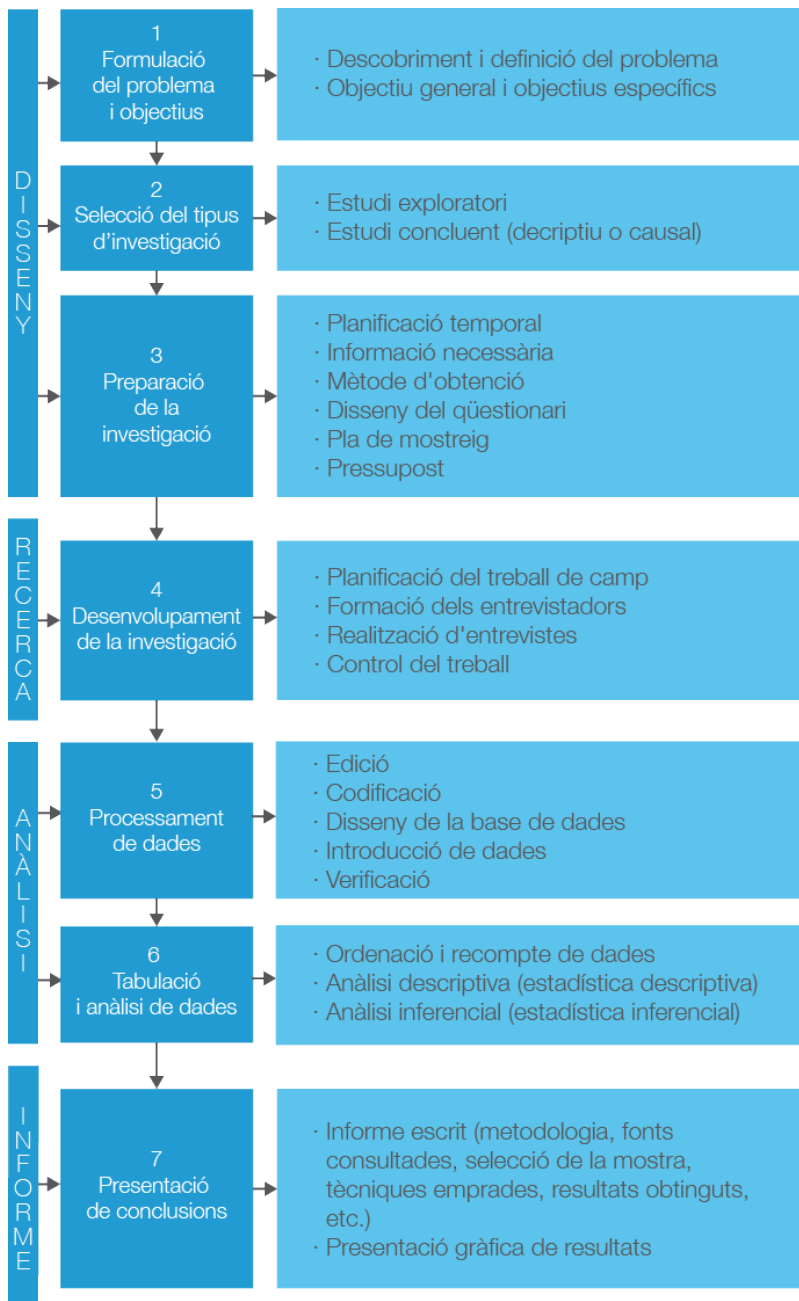 DISSENY
1
Formulació
del problema
i objectius
· Descobriment i definició del problema
· Objectiu general i objectius específics
2
Selecció del tipus
d’investigació
· Estudi exploratori
· Estudi concluent (decriptiu o causal)
3
Preparació
de la
investigació
· Planificació temporal
· Informació necessària
· Mètode d'obtenció
· Disseny del qüestionari
· Pla de mostreig
· Pressupost
RECERCA
4
Desenvolupament
de la investigació
· Planificació del treball de camp
· Formació dels entrevistadors
· Realització d'entrevistes
· Control del treball
ANÀLISI
5
Processament
de dades
· Edició
· Codificació
· Disseny de la base de dades
· Introducció de dades
· Verificació
6
Tabulació
i anàlisi de dades
· Ordenació i recompte de dades
· Anàlisi descriptiva (estadística descriptiva)
· Anàlisi inferencial (estadística inferencial)
INFORME
7
Presentació
de conclusions
· Informe escrit (metodologia, fonts
consultades, selecció de la mostra,
tècniques emprades, resultats obtinguts,
etc.)
· Presentació gràfica de resultats